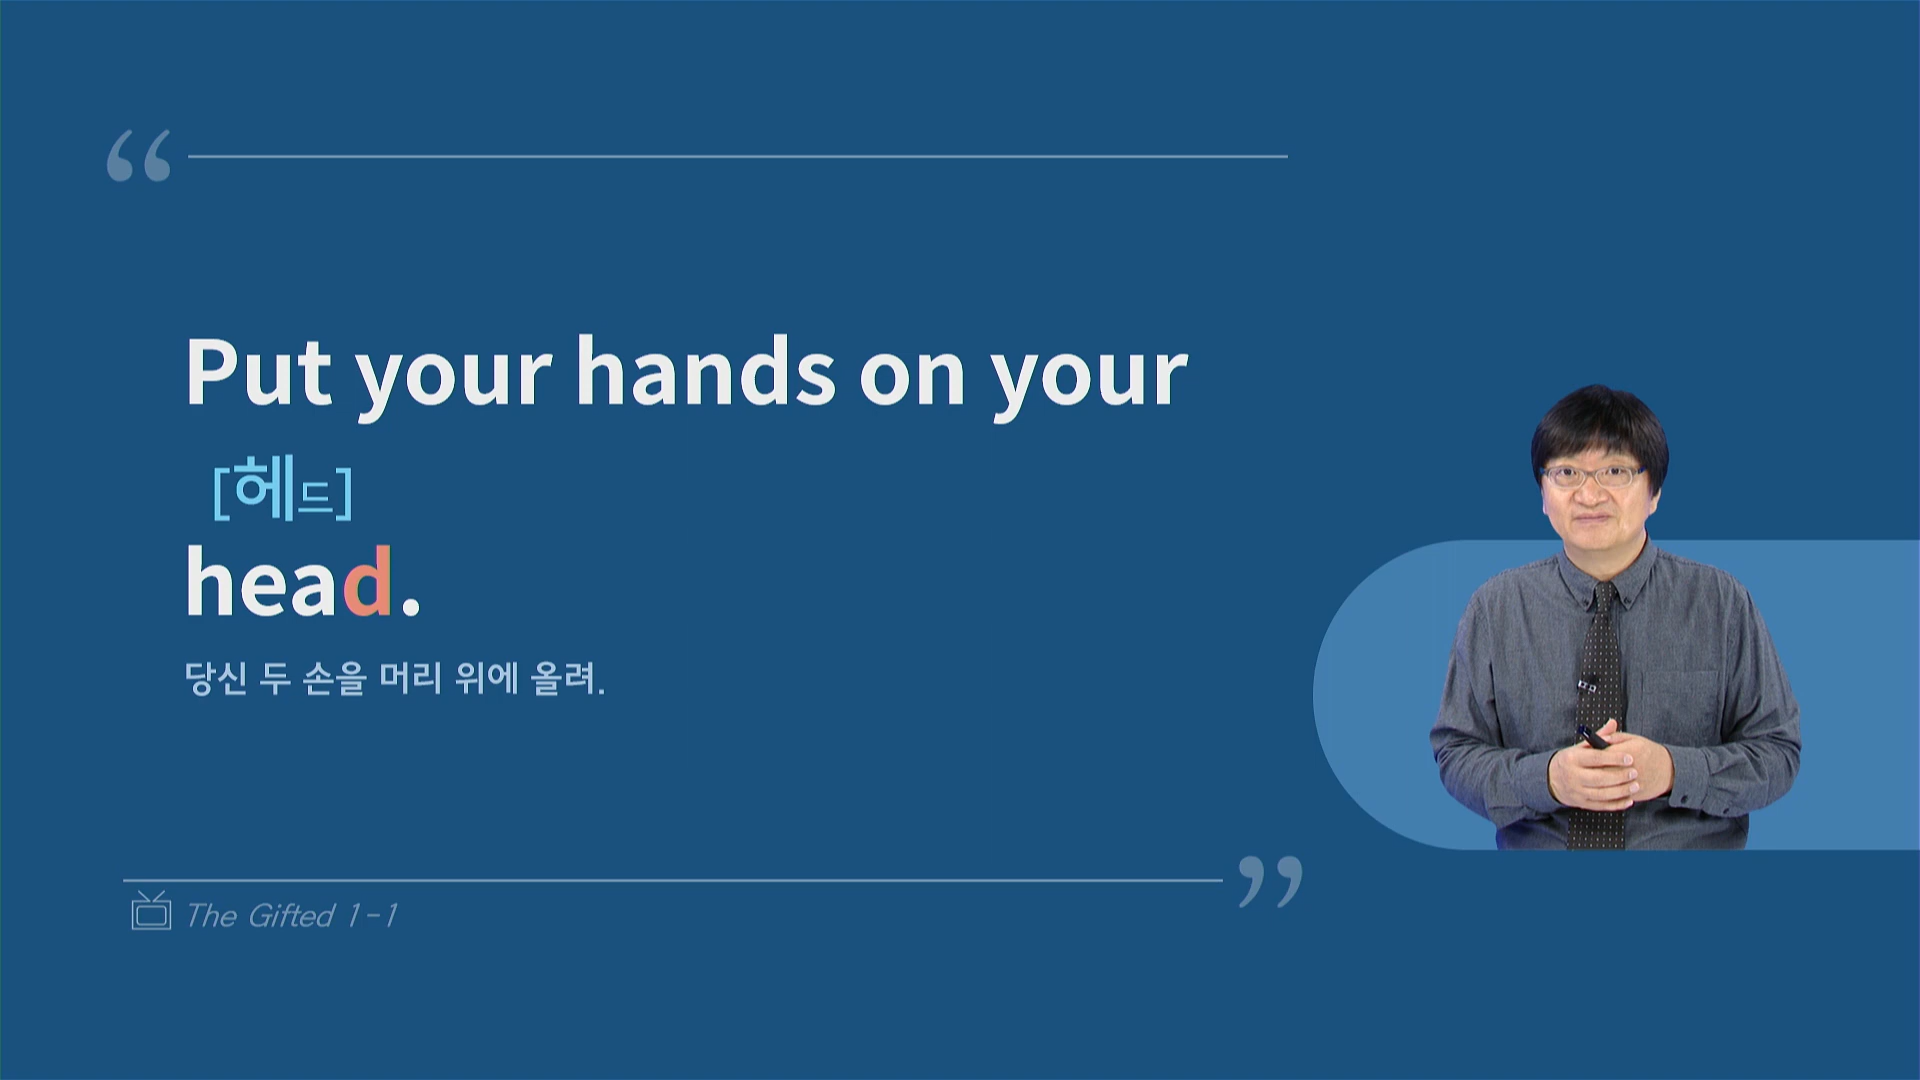 “
Put your hands on your
[헤드]
head.
당신 두 손을 머리 위에 올려.
”
The Gifted 1-1